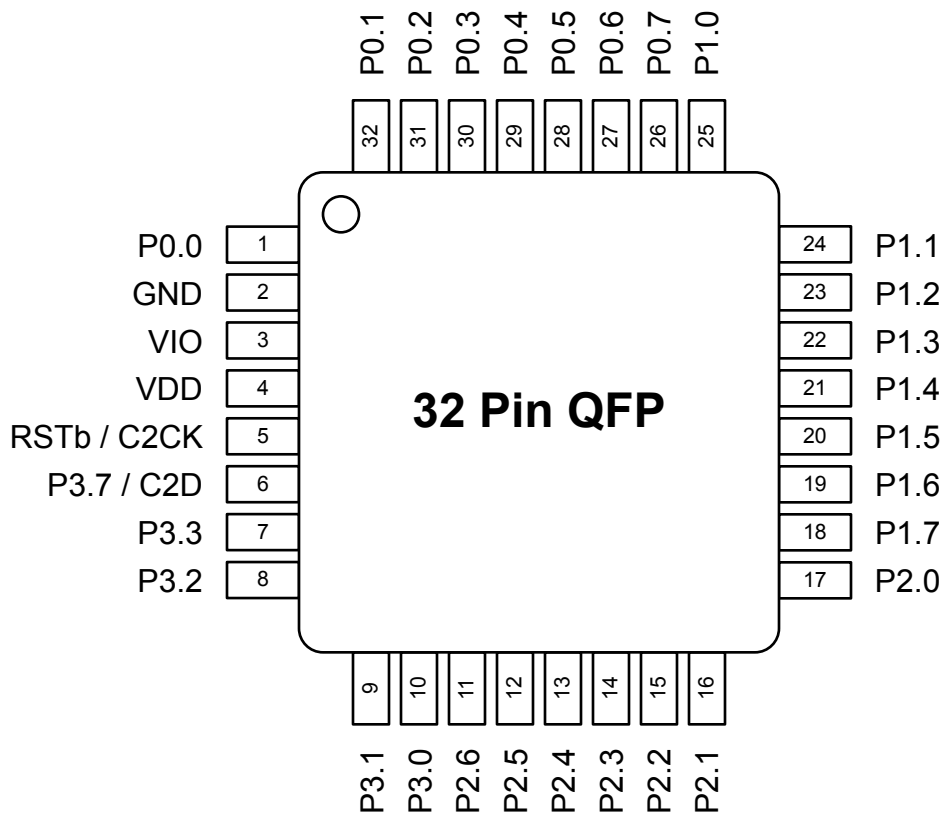 P0.1 P0.2 P0.3 P0.4 P0.5 P0.6 P0.7 P1.0
32 31 30 29 28 27 26 25
P0.0 1 24 P1.1
GND 2 23 P1.2
VIO 3 22 P1.3
VDD 4 21 P1.4
32 Pin QFP
RSTb / C2CK 5 20 P1.5
P3.7 / C2D 6 19 P1.6
P3.3 7 18 P1.7
P3.2 8 17 P2.0
9 10 11 12 13 14 15 16
P3.1 P3.0 P2.6 P2.5 P2.4 P2.3 P2.2 P2.1